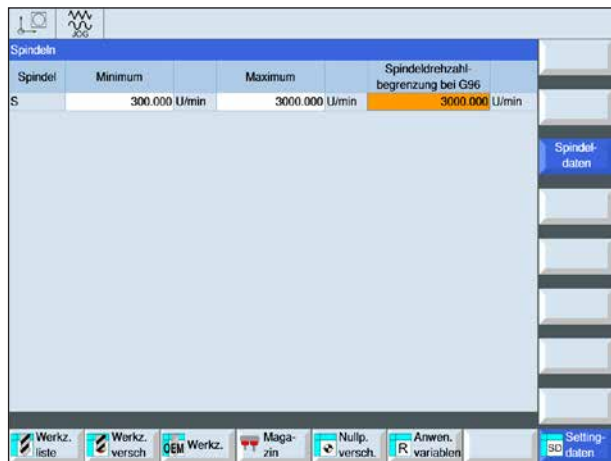 JOG
Spindeln
Spindel Minimum Maximum Spindeldrehzahl-
begrenzung bei G96
S 300.000 U/min 3000.000 U/min 3000.000 U/min
Spindel-
daten
Werkz.
liste
Werkz.
versch
OEM Werkz.
Maga-
zin
Nullp.
versch.
R Anwen.
variablen
SD Setting-
daten